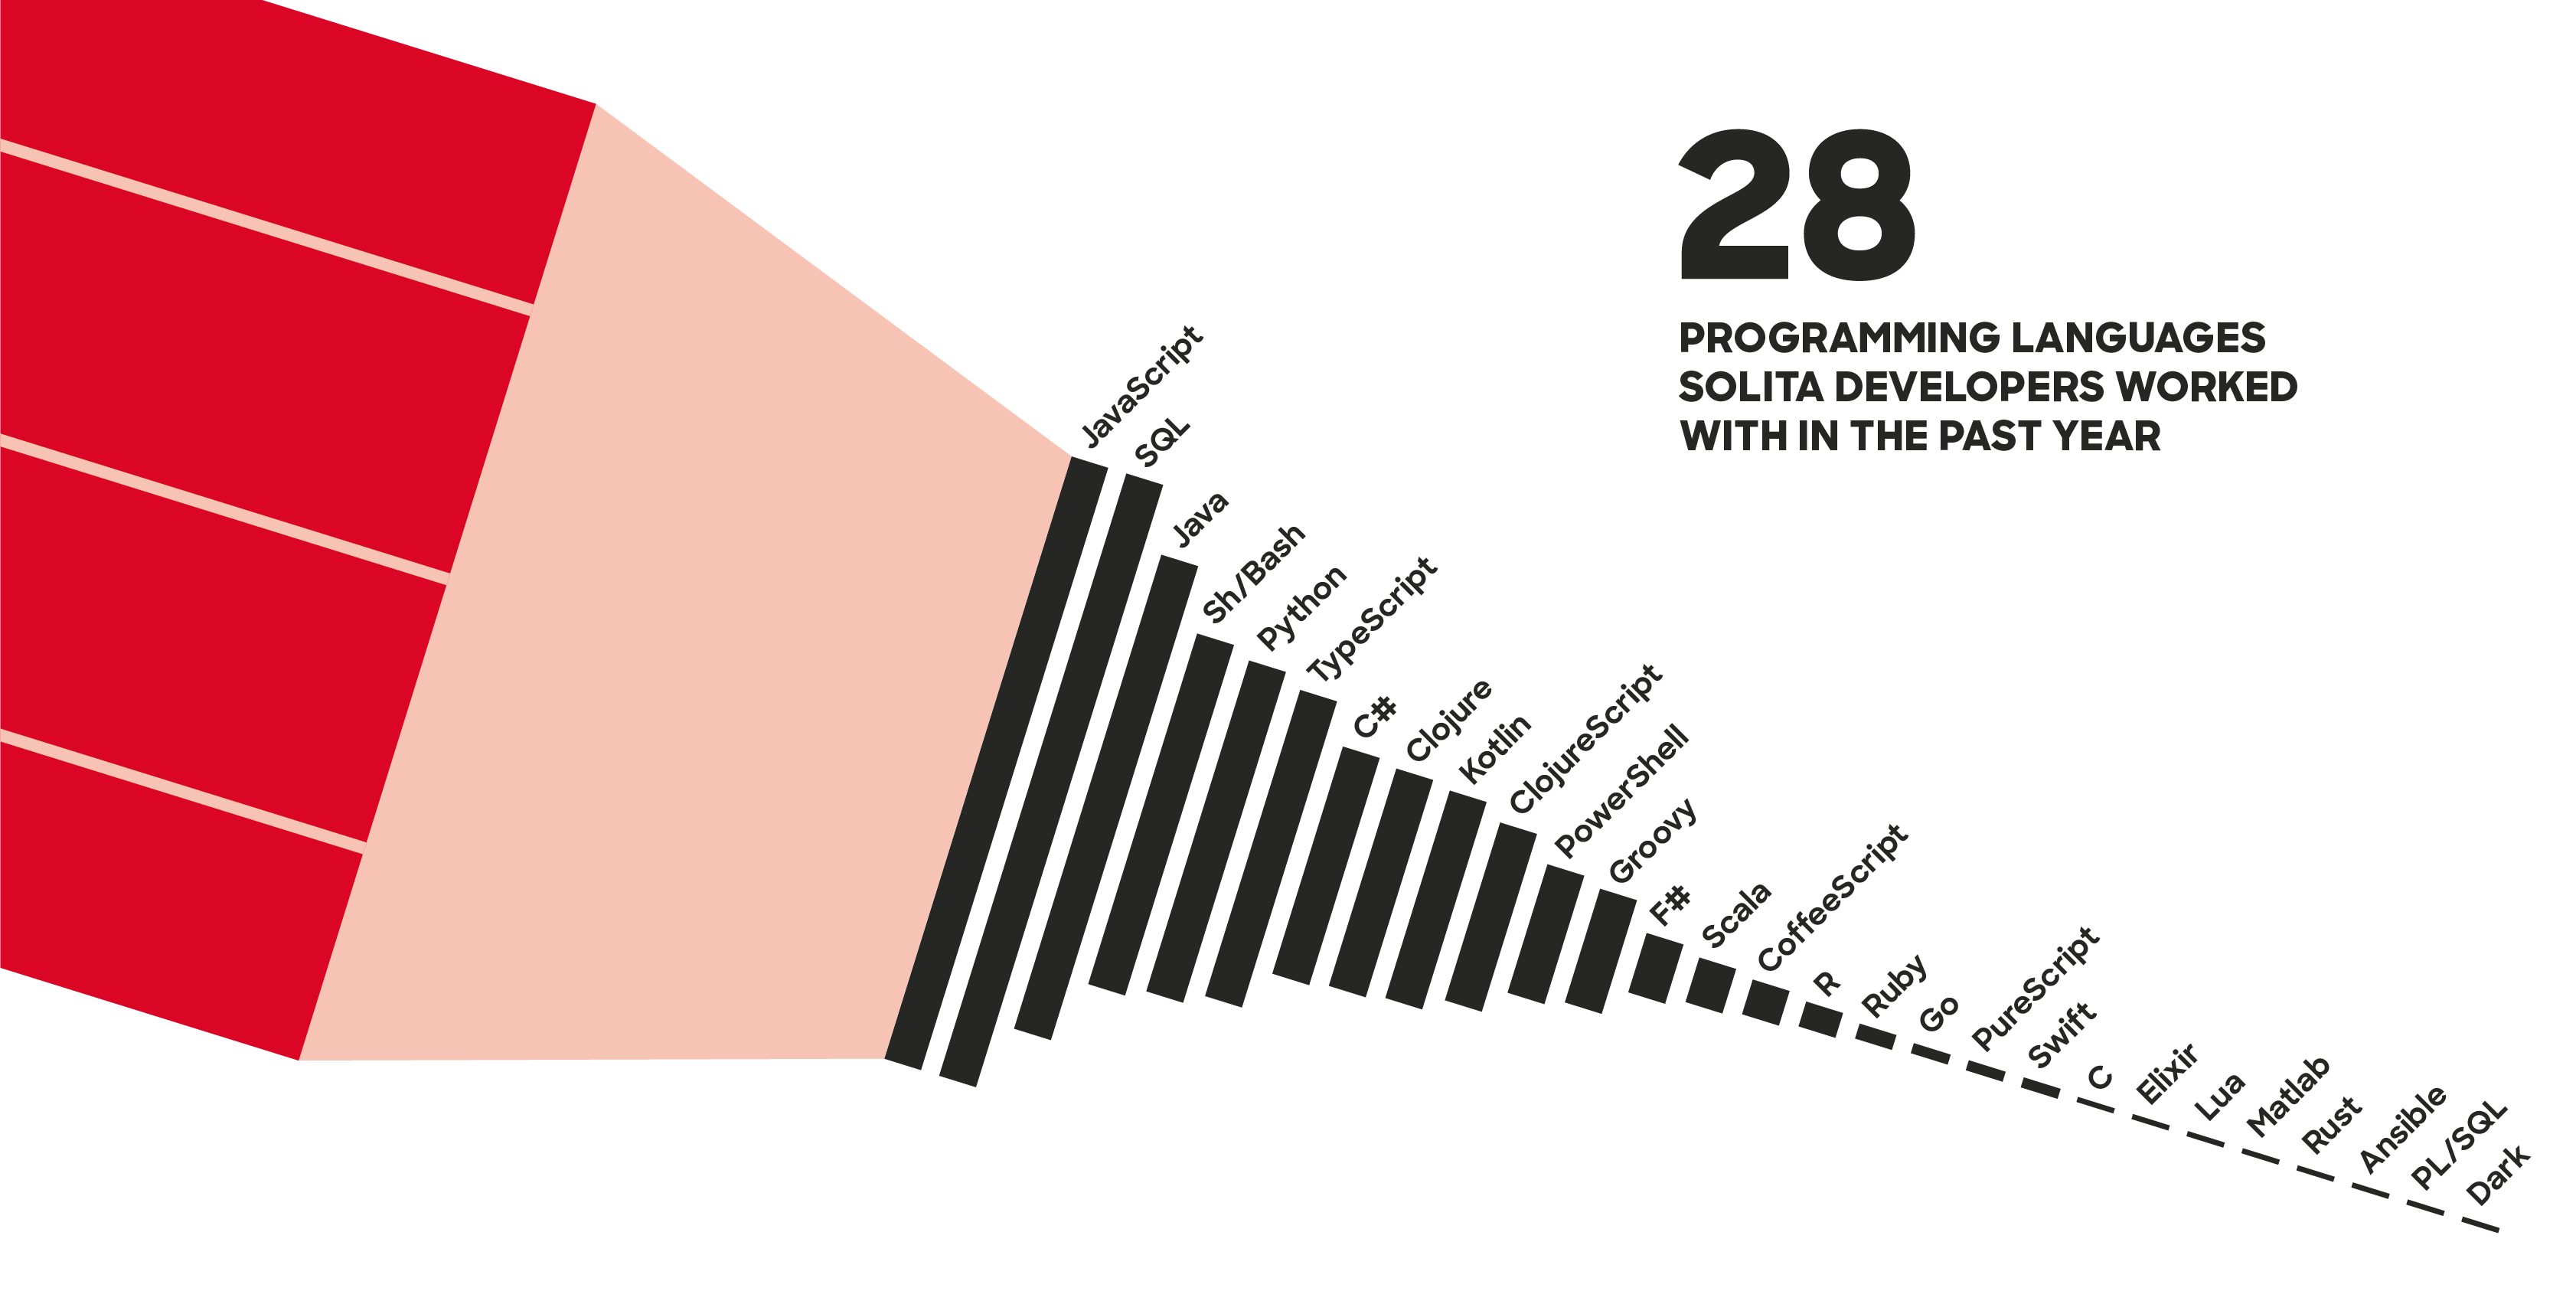 28
PROGRAMMING LANGUAGES
SOLITA DEVELOPERS WORKED
WITH IN THE PAST YEAR
JavaScript
SQL
Java
Sh/Bash
Python
TypeScript
C#
Clojure
Kotlin
ClojureScript
PowerShell
Groovy
F#
Scala
CoffeeScript
R
Ruby
Go
PureScript
Swift
C
Elixir
Lua
Matlab
Rust
Ansible
PL/SQL
Dark